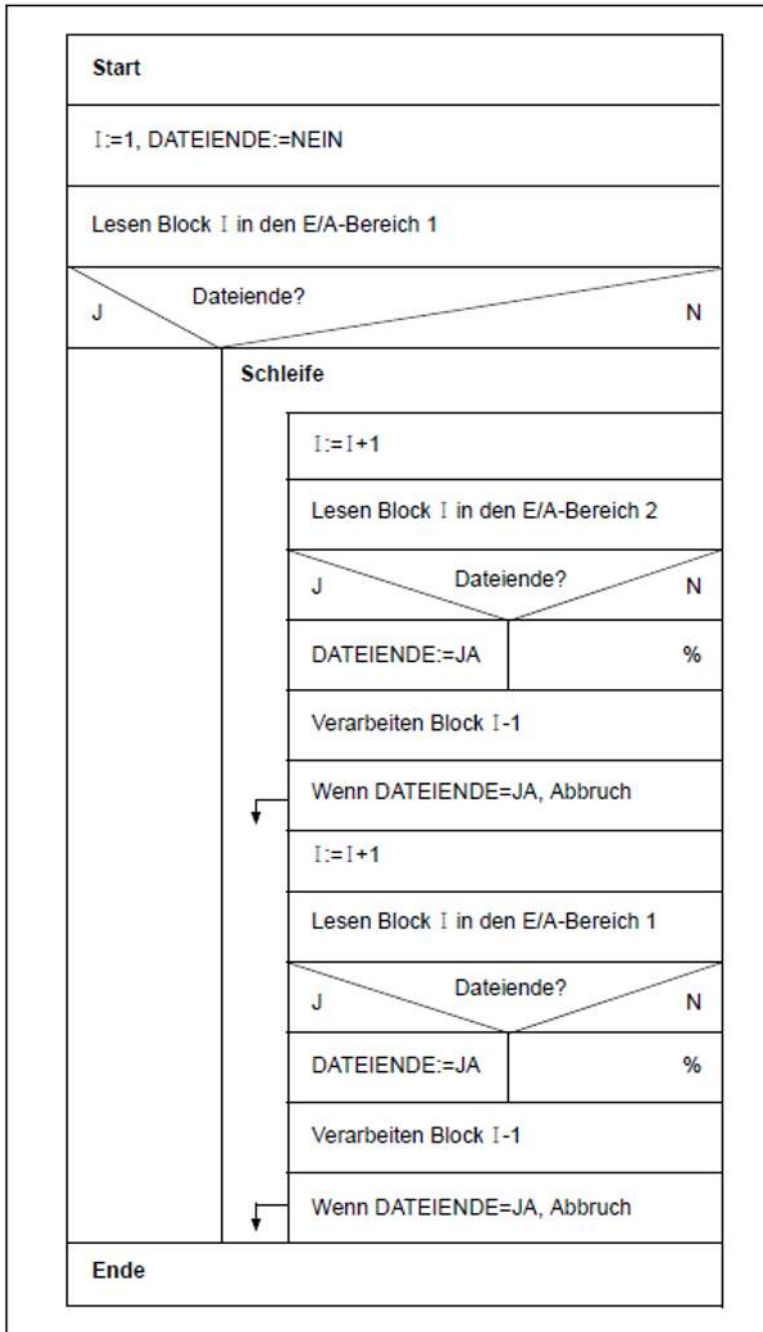 Start
I:=1, DATEIENDE:=NEIN
Lesen Block I in den E/A-Bereich 1
Dateiende?
J N
Schleife
I:=I+1
Lesen Block I in den E/A-Bereich 2
Dateiende?
J N
DATEIENDE:=JA %
Verarbeiten Block I-1
Wenn DATEIENDE=JA, Abbruch
I:=I+1
Lesen Block I in den E/A-Bereich 1
Dateiende?
J N
DATEIENDE:=JA %
Verarbeiten Block I-1
Wenn DATEIENDE=JA, Abbruch
Ende